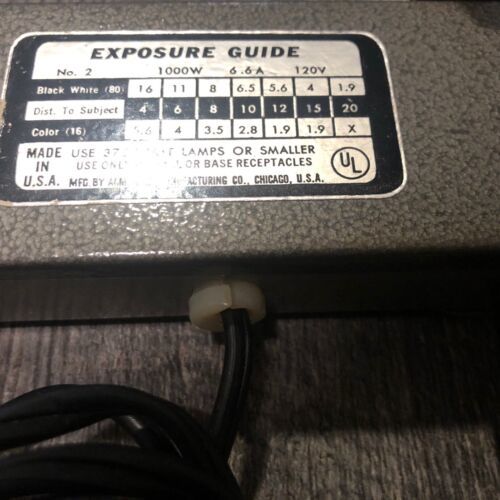 EXPOSURE GUIDE
No. 2 1000W 6.6A 120V
Black White (80) 16 11 8 6.5 5.6 4 1.9
Dist. To Subject 4 6 8 10 12 15 20
Color (16) 5.6 4 3.5 2.8 1.9 1.9 X
MADE IN U.S.A.
USE LAMPS OR SMALLER
USE ONLY OR BASE RECEPTACLES
MFG BY CO., CHICAGO, U.S.A.
UL